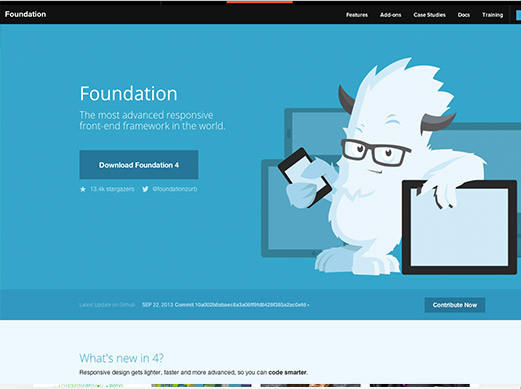 Foundation
Features Add-ons Case Studies Docs Training
Foundation
The most advanced responsive
front-end framework in the world.
Download Foundation 4
13.4k stargazers @foundationzurb
Latest Update on Github SEP 22, 2013 Commit
Contribute Now
What's new in 4?
Responsive design gets lighter, faster and more advanced, so you can code smarter.